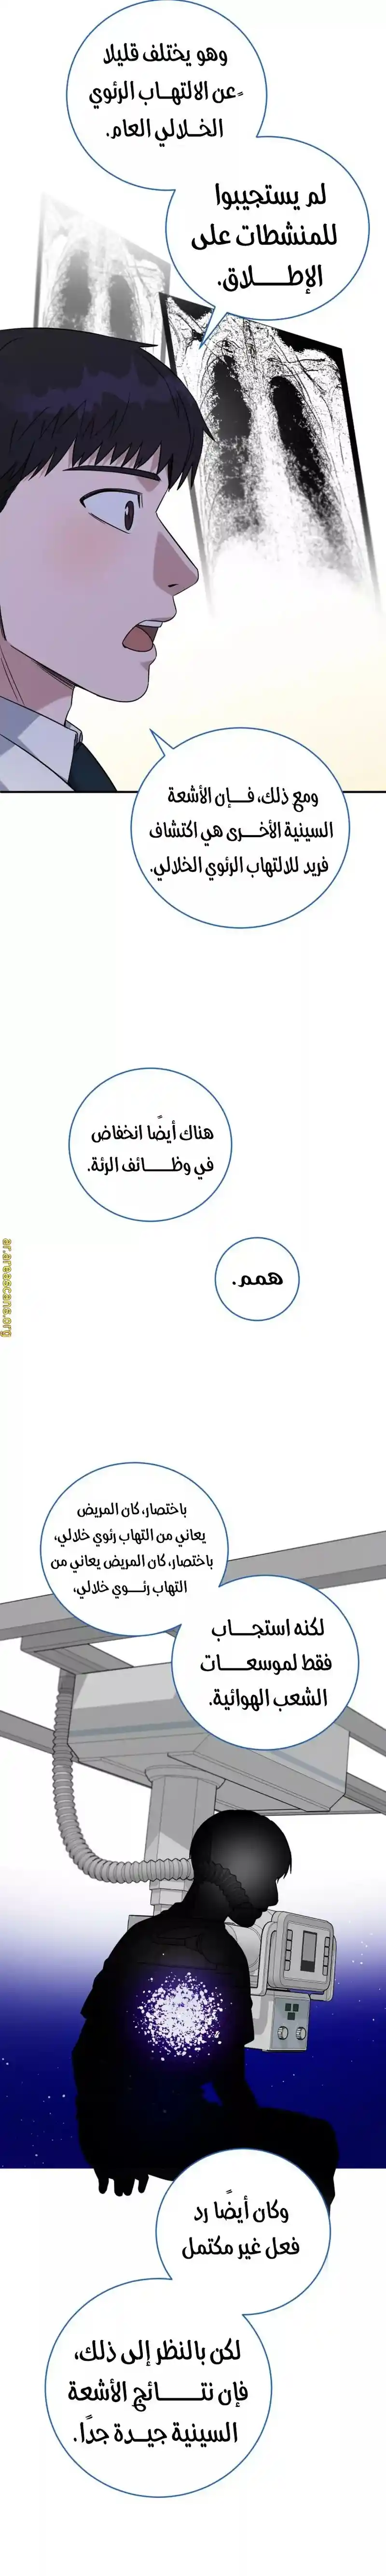 وهو يختلف قليلا
ًعن الالتهاب الرئوي
الخلالي العام.
لم يستجيبوا
للمنشطات على
الإطلاق.
ومع ذلك، فإن الأشعة
السينية الأخرى هي اكتشاف
فريد للالتهاب الرئوي الخلالي.
هناك أيضًا انخفاض
في وظائف الرئة.
همم.
ar.areascans.org
باختصار، كان المريض
يعاني من التهاب رئوي خلالي،
باختصار، كان المريض يعاني من
التهاب رئوي خلالي،
لكنه استجاب
فقط لموسعات
الشعب الهوائية.
وكان أيضًا رد
فعل غير مكتمل
لكن بالنظر إلى ذلك،
فإن نتائج الأشعة
السينية جيدة جدًا.